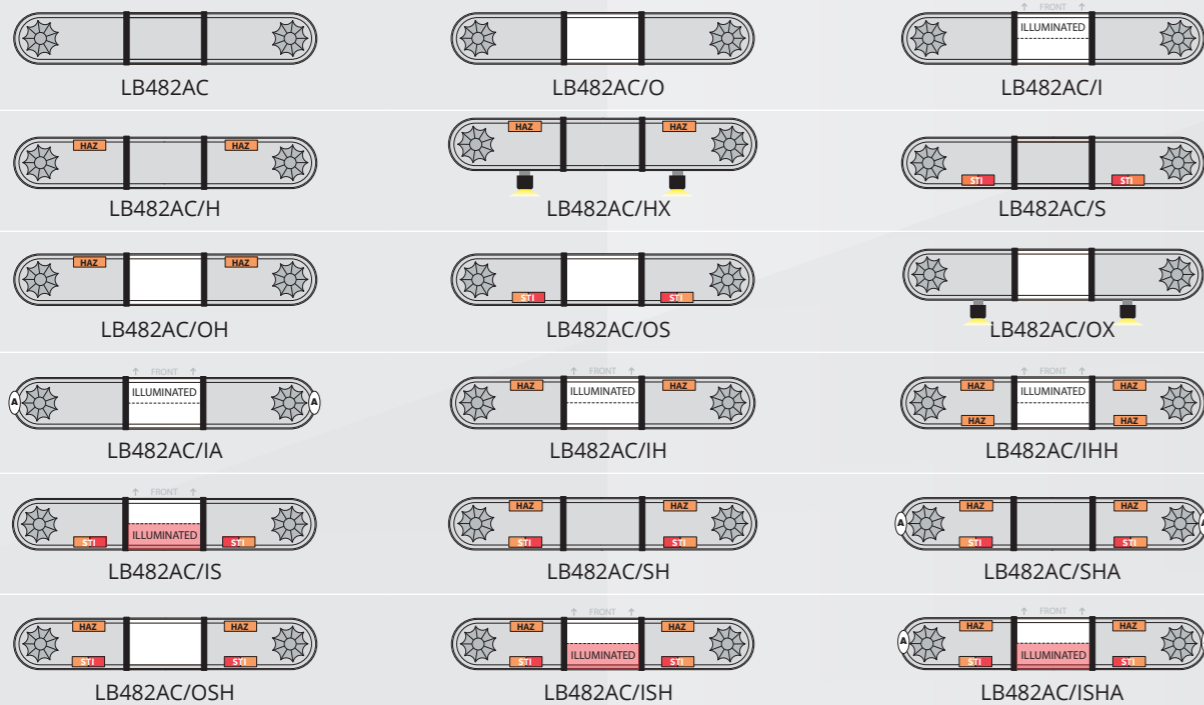 LB482AC
LB482AC/O
↑ FRONT ↑
ILLUMINATED
LB482AC/I
HAZ HAZ
LB482AC/H
HAZ HAZ
LB482AC/HX
STI STI
LB482AC/S
HAZ HAZ
LB482AC/OH
STI STI
LB482AC/OS
LB482AC/OX
↑ FRONT ↑
ILLUMINATED
A A
LB482AC/IA
↑ FRONT ↑
HAZ ILLUMINATED HAZ
LB482AC/IH
↑ FRONT ↑
HAZ ILLUMINATED HAZ
HAZ HAZ
LB482AC/IHH
↑ FRONT ↑
STI ILLUMINATED STI
LB482AC/IS
HAZ HAZ
STI STI
LB482AC/SH
HAZ HAZ
A A
STI STI
LB482AC/SHA
HAZ HAZ
STI STI
LB482AC/OSH
↑ FRONT ↑
HAZ HAZ
STI ILLUMINATED STI
LB482AC/ISH
↑ FRONT ↑
HAZ HAZ
A
STI ILLUMINATED STI
LB482AC/ISHA